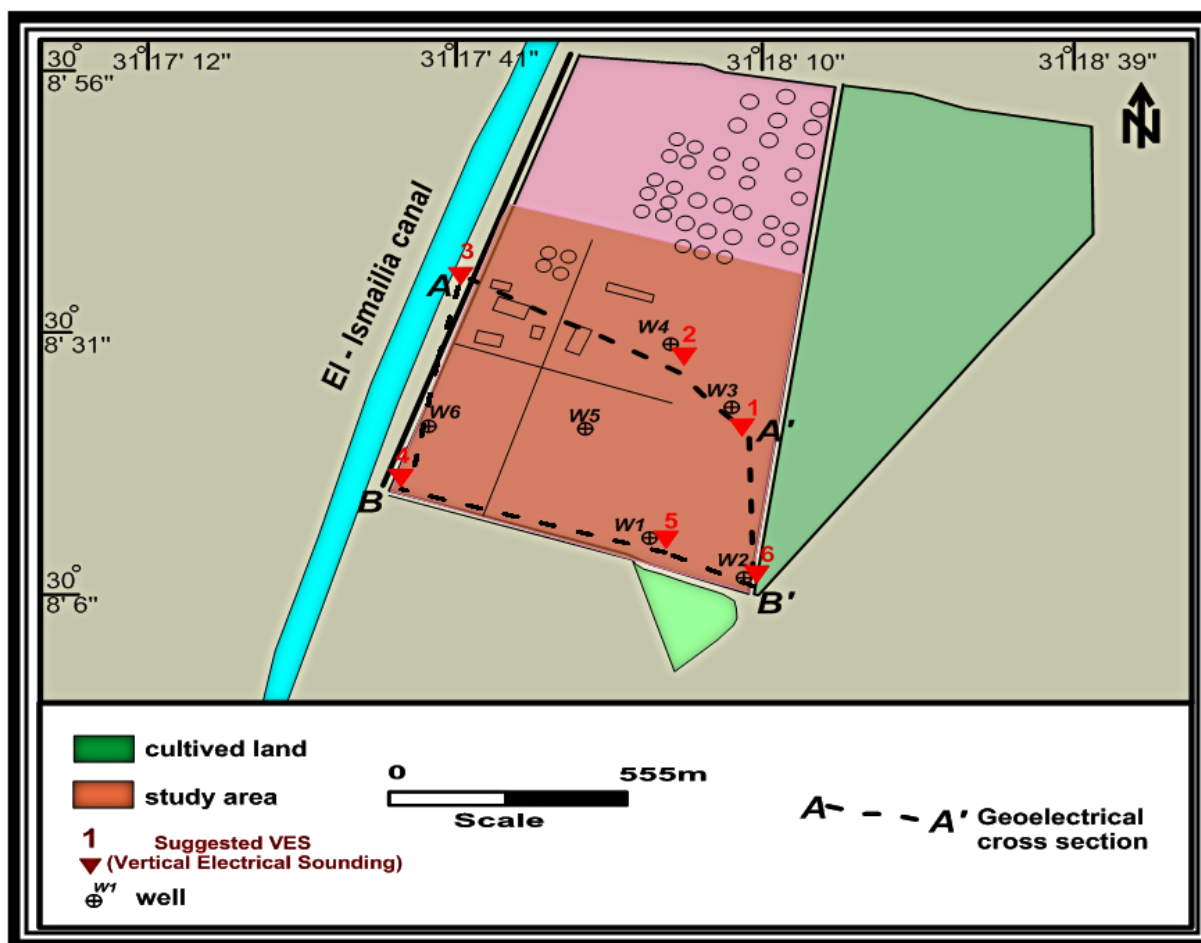 30° 8' 56"
31° 17' 12"
31° 17' 41"
31° 18' 10"
31° 18' 39"
N
El - Ismailia canal
3
A
W4
2
30° 8' 31"
W3
1
A'
W6
W5
4
B
W1
5
W2
6
30° 8' 6"
B'
cultived land
study area
1 Suggested VES
(Vertical Electrical Sounding)
W1
well
0 555m
Scale
A A' Geoelectrical
cross section